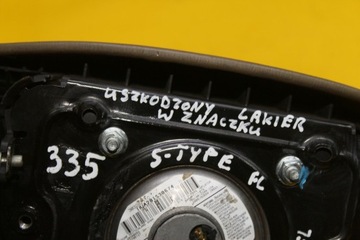 USZKODZONY LAKIER
W ZNACZKU
335 S-TYPE FL